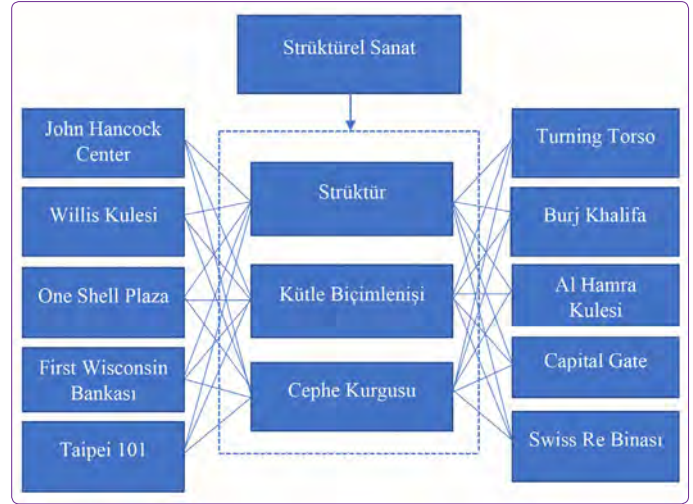 Strüktürel Sanat
John Hancock
Center
Willis Kulesi
One Shell Plaza
First Wisconsin
Bankası
Taipei 101
Strüktür
Kütle Biçimlenişi
Cephe Kurgusu
Turning Torso
Burj Khalifa
Al Hamra
Kulesi
Capital Gate
Swiss Re Binası